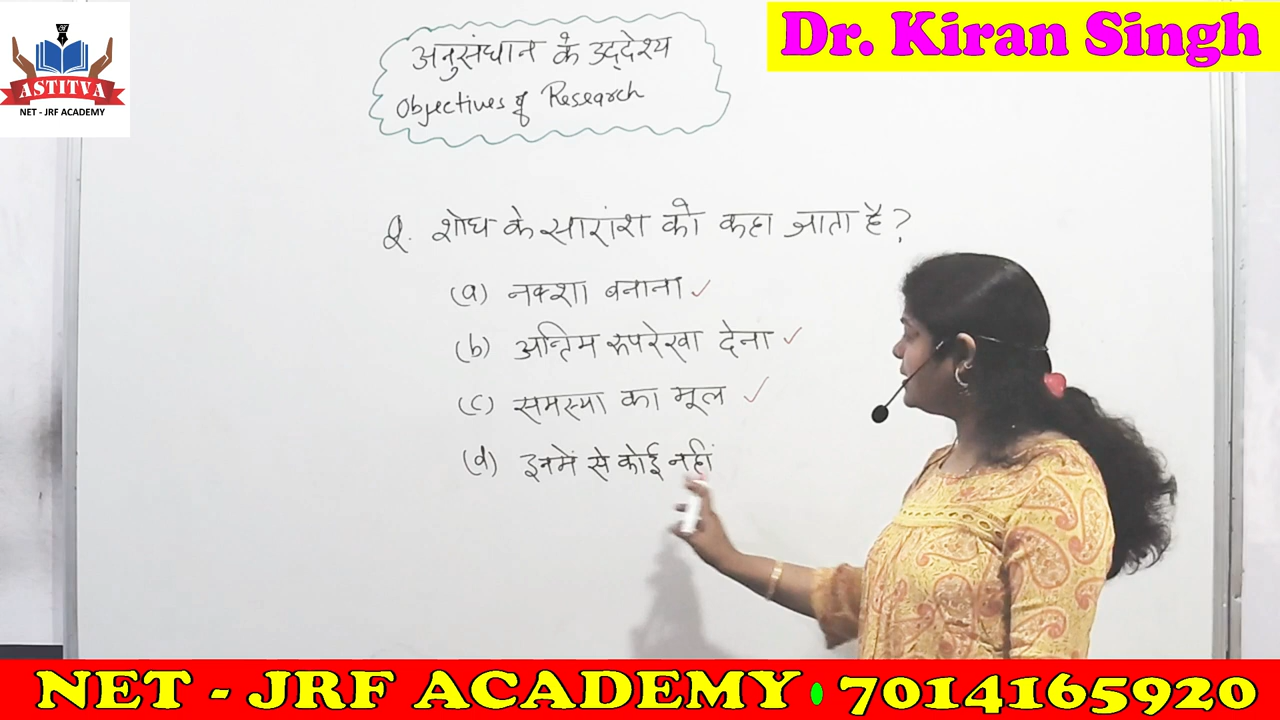 ASTITVA
NET - JRF ACADEMY
Dr. Kiran Singh
अनुसंधान के उद्देश्य
Objectives of Research
Q. शोध के सारांश को कहा जाता है?
(a) नक्शा बनाना ✓
(b) अन्तिम रुपरेखा देना ✓
(c) समस्या का मूल ✓
(d) इनमें से कोई नहीं
NET - JRF ACADEMY 7014165920